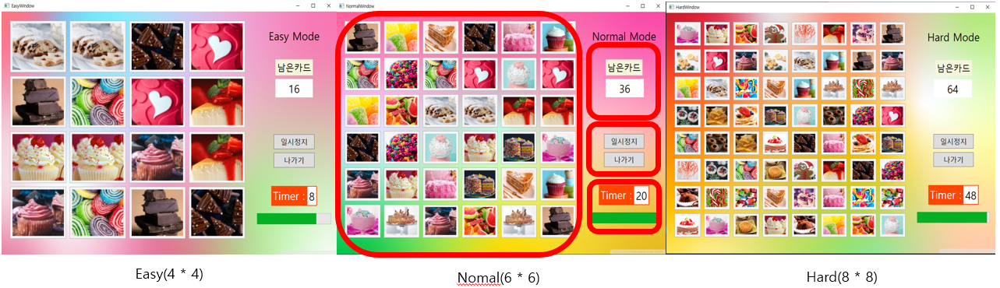 EasyWindow
Easy Mode
남은카드
16
일시정지
나가기
Timer : 8
NormalWindow
Normal Mode
남은카드
36
일시정지
나가기
Timer : 20
HardWindow
Hard Mode
남은카드
64
일시정지
나가기
Timer : 48
Easy(4 * 4)
Nomal(6 * 6)
Hard(8 * 8)